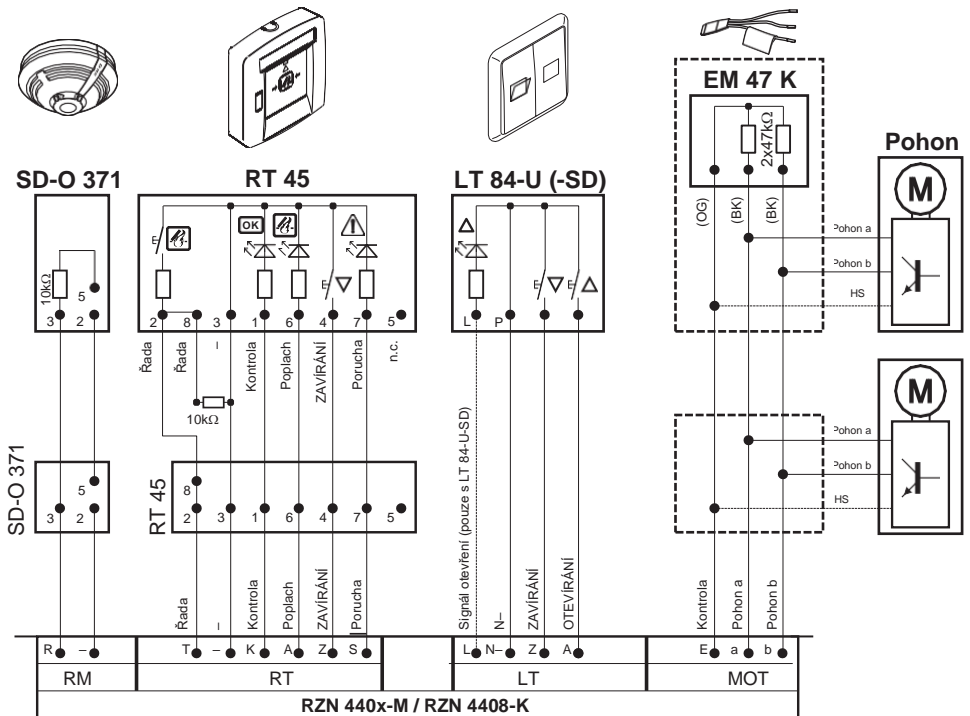 EM 47 K
2x47kΩ
Pohon
M
SD-O 371
RT 45
LT 84-U (-SD)
(OG)
(BK)
(BK)
OK
10kΩ
5
3
2
2
8
3
1
6
4
7
5
L
P
Pohon a
Pohon b
HS
Řada
Řada
–
Kontrola
Poplach
ZAVÍRÁNÍ
Porucha
n.c.
10kΩ
M
Pohon a
Pohon b
HS
SD-O 371
5
3
2
RT 45
8
2
3
1
6
4
7
5
Řada
–
Kontrola
Poplach
ZAVÍRÁNÍ
Porucha
Signál otevření (pouze s LT 84-U-SD)
N–
ZAVÍRÁNÍ
OTEVÍRÁNÍ
Kontrola
Pohon a
Pohon b
R
–
T
–
K
A
Z
S
L
N–
Z
A
E
a
b
RM
RT
LT
MOT
RZN 440x-M / RZN 4408-K